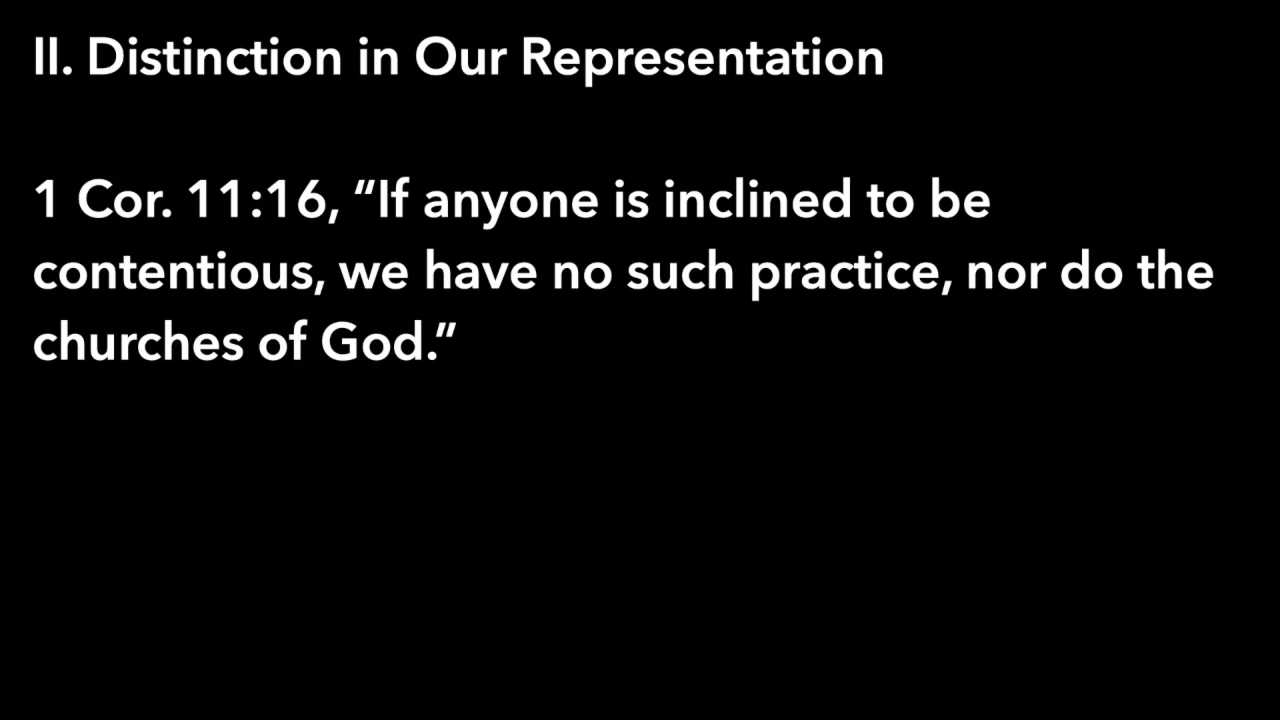 II. Distinction in Our Representation
1 Cor. 11:16, “If anyone is inclined to be
contentious, we have no such practice, nor do the
churches of God.”